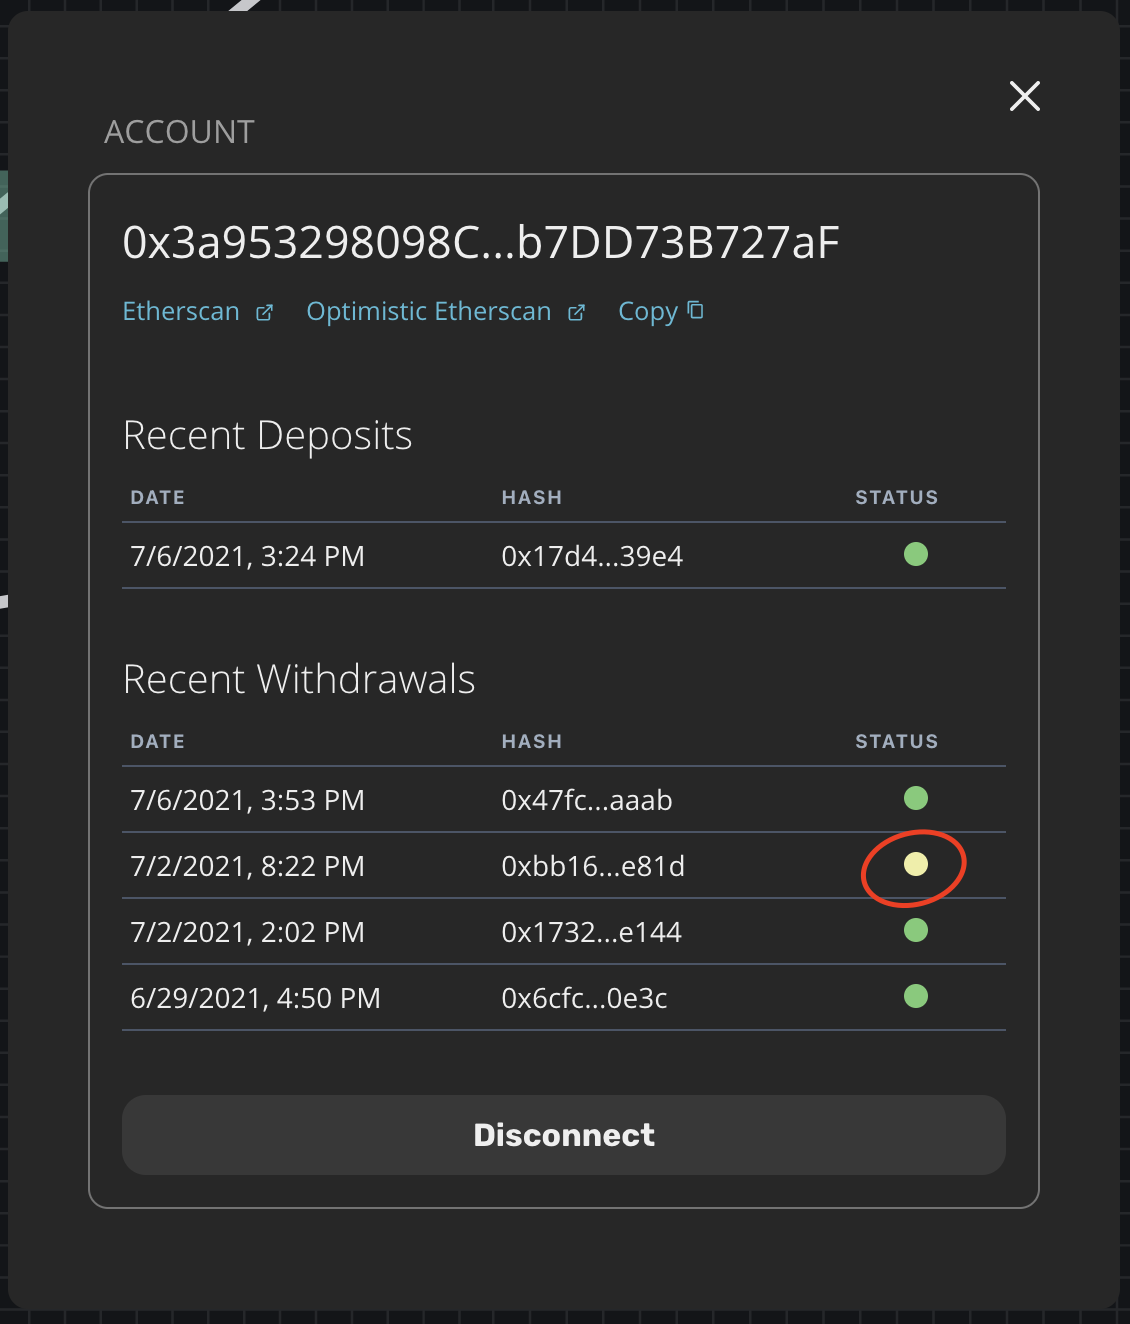 ACCOUNT
0x3a953298098C...b7DD73B727aF
Etherscan Optimistic Etherscan Copy
Recent Deposits
DATE HASH STATUS
7/6/2021, 3:24 PM 0x17d4...39e4
Recent Withdrawals
DATE HASH STATUS
7/6/2021, 3:53 PM 0x47fc...aaab
7/2/2021, 8:22 PM 0xbb16...e81d
7/2/2021, 2:02 PM 0x1732...e144
6/29/2021, 4:50 PM 0x6cfc...0e3c
Disconnect